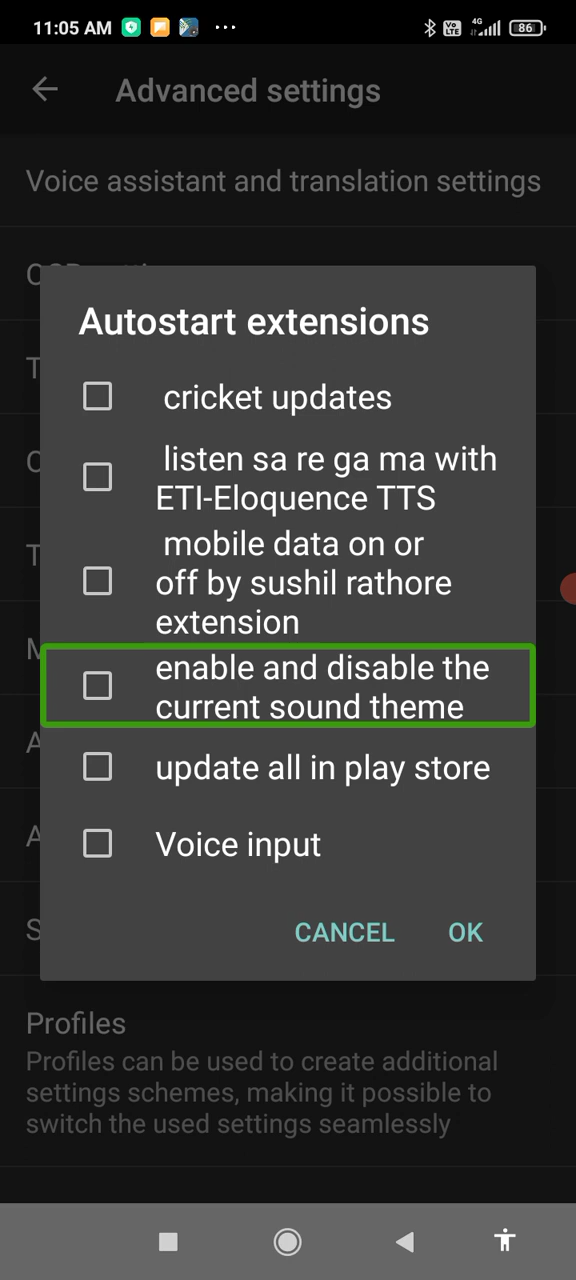 11:05 AM
VoLTE 4G 86
Advanced settings
Voice assistant and translation settings
Autostart extensions
cricket updates
listen sa re ga ma with
ETI-Eloquence TTS
mobile data on or
off by sushil rathore
extension
enable and disable the
current sound theme
update all in play store
Voice input
CANCEL OK
Profiles
Profiles can be used to create additional
settings schemes, making it possible to
switch the used settings seamlessly